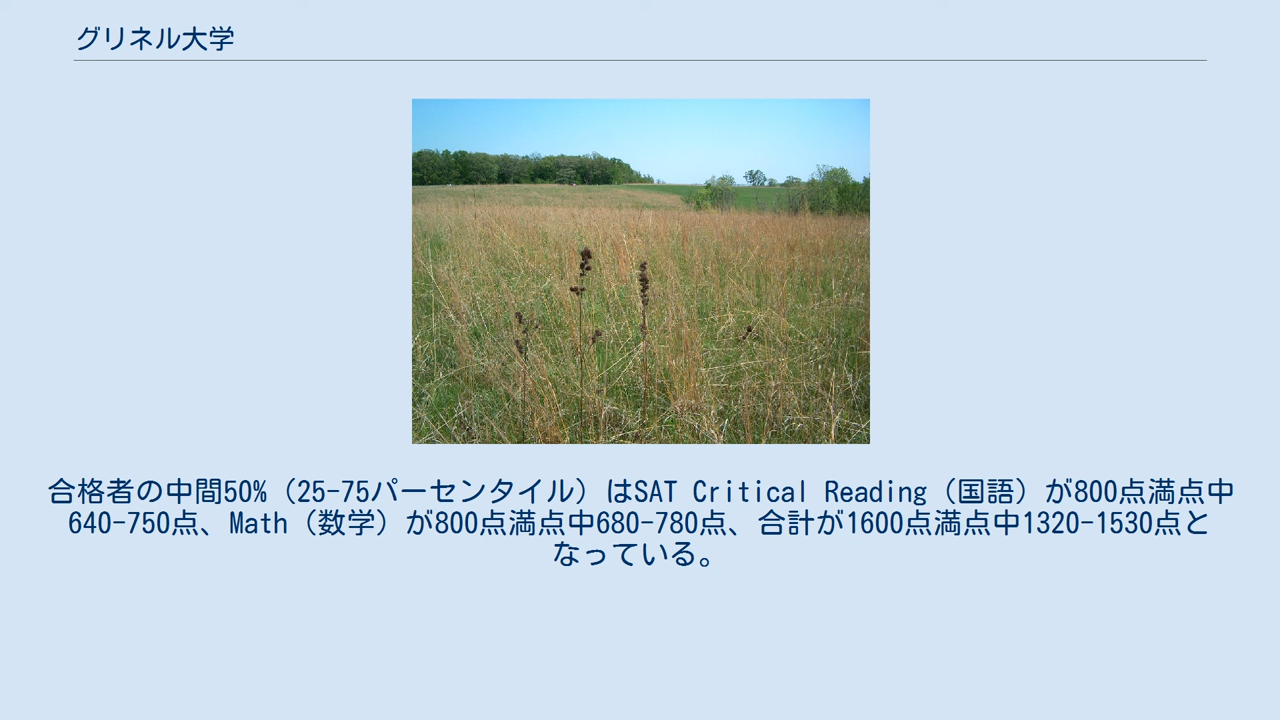 グリネル大学
合格者の中間50%（25-75パーセンタイル）はSAT Critical Reading（国語）が800点満点中
640-750点、Math（数学）が800点満点中680-780点、合計が1600点満点中1320-1530点と
なっている。